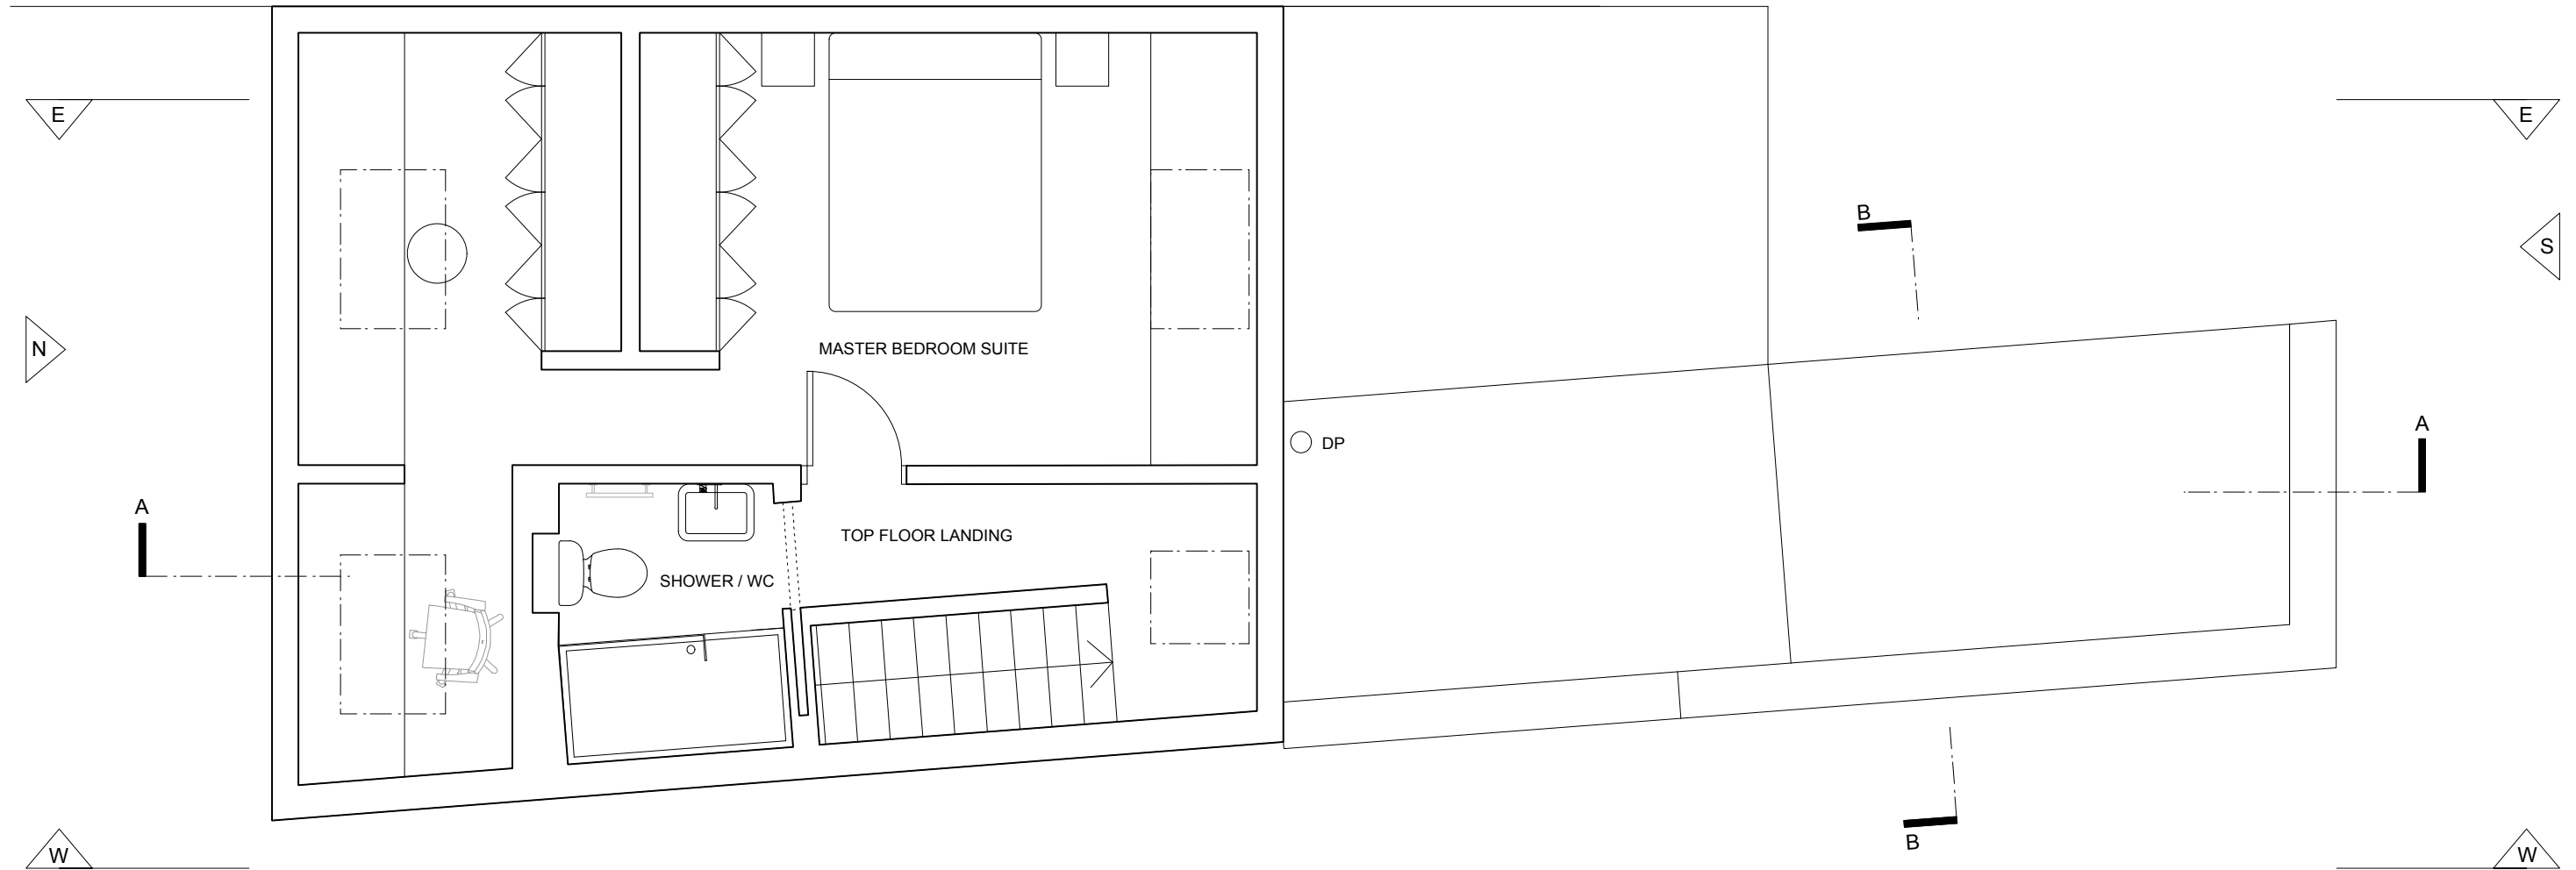 E
E
B
S
N
MASTER BEDROOM SUITE
A
DP
A
TOP FLOOR LANDING
SHOWER / WC
B
W
W